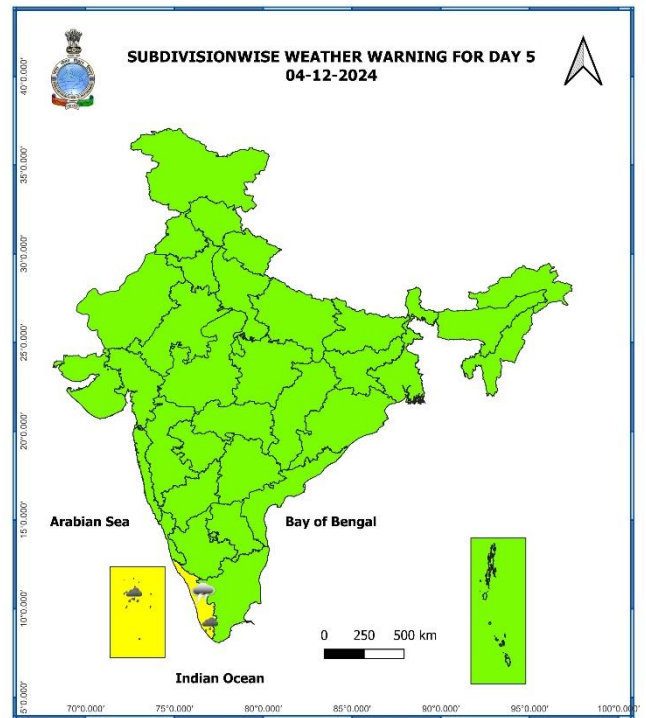 SUBDIVISIONWISE WEATHER WARNING FOR DAY 5
04-12-2024
40°0.000'
35°0.000'
30°0.000'
25°0.000'
20°0.000'
Arabian Sea
Bay of Bengal
15°0.000'
10°0.000'
0 250 500 km
Indian Ocean
5°0.000'
70°0.000' 75°0.000' 80°0.000' 85°0.000' 90°0.000' 95°0.000' 100°0.000'